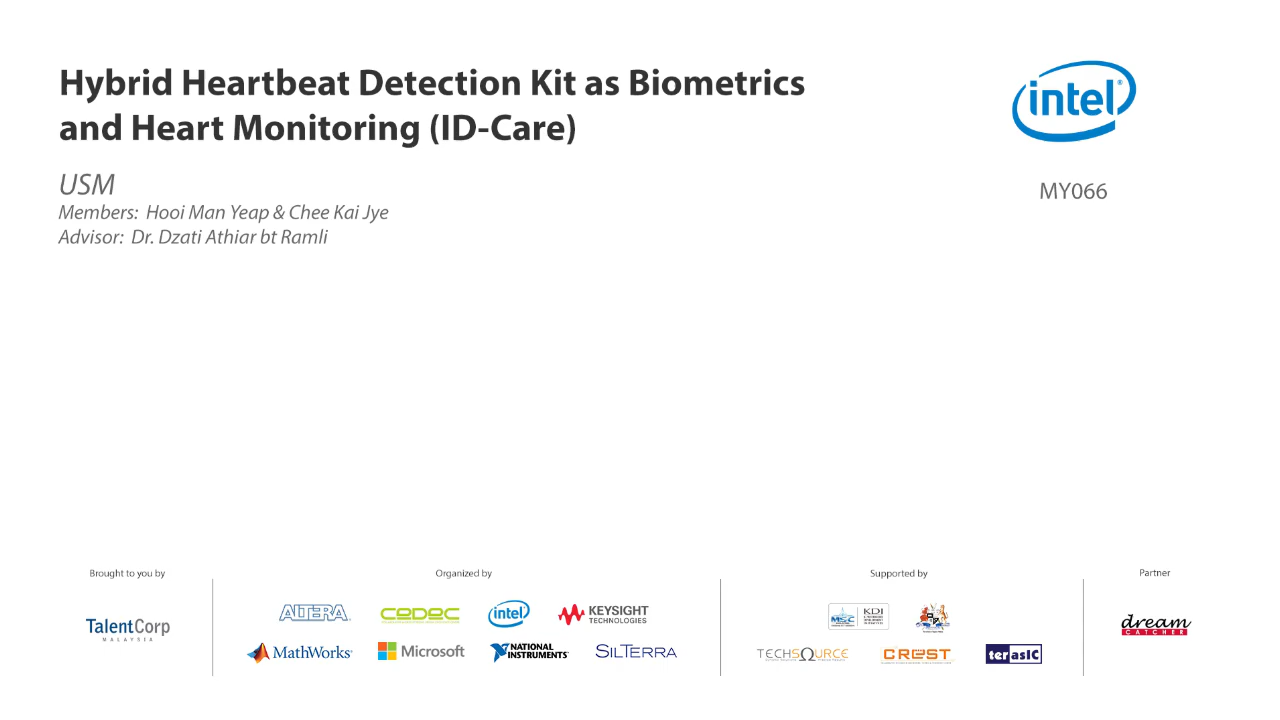 Hybrid Heartbeat Detection Kit as Biometrics
and Heart Monitoring (ID-Care)
intel®
USM
MY066
Members: Hooi Man Yeap & Chee Kai Jye
Advisor: Dr. Dzati Athiar bt Ramli
Brought to you by
Organized by
Supported by
Partner
TalentCorp
MALAYSIA
ALTERA
CEDEC
intel
KEYSIGHT
TECHNOLOGIES
MSC
KDI
dream
CATCHER
MathWorks
Microsoft
NATIONAL
INSTRUMENTS
SILTERRA
TECHSOURCE
CREST
terasIC